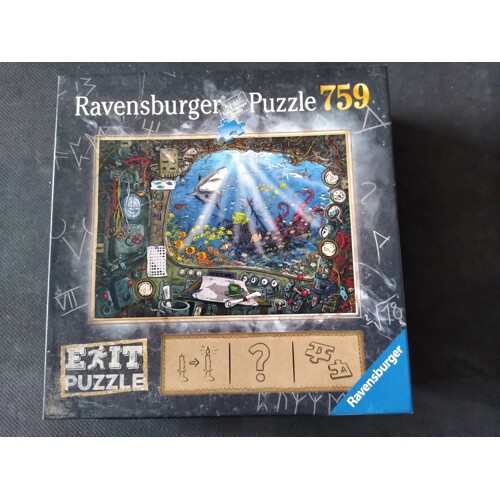 Ravensburger Puzzle 759
EXIT
PUZZLE
?
Ravensburger